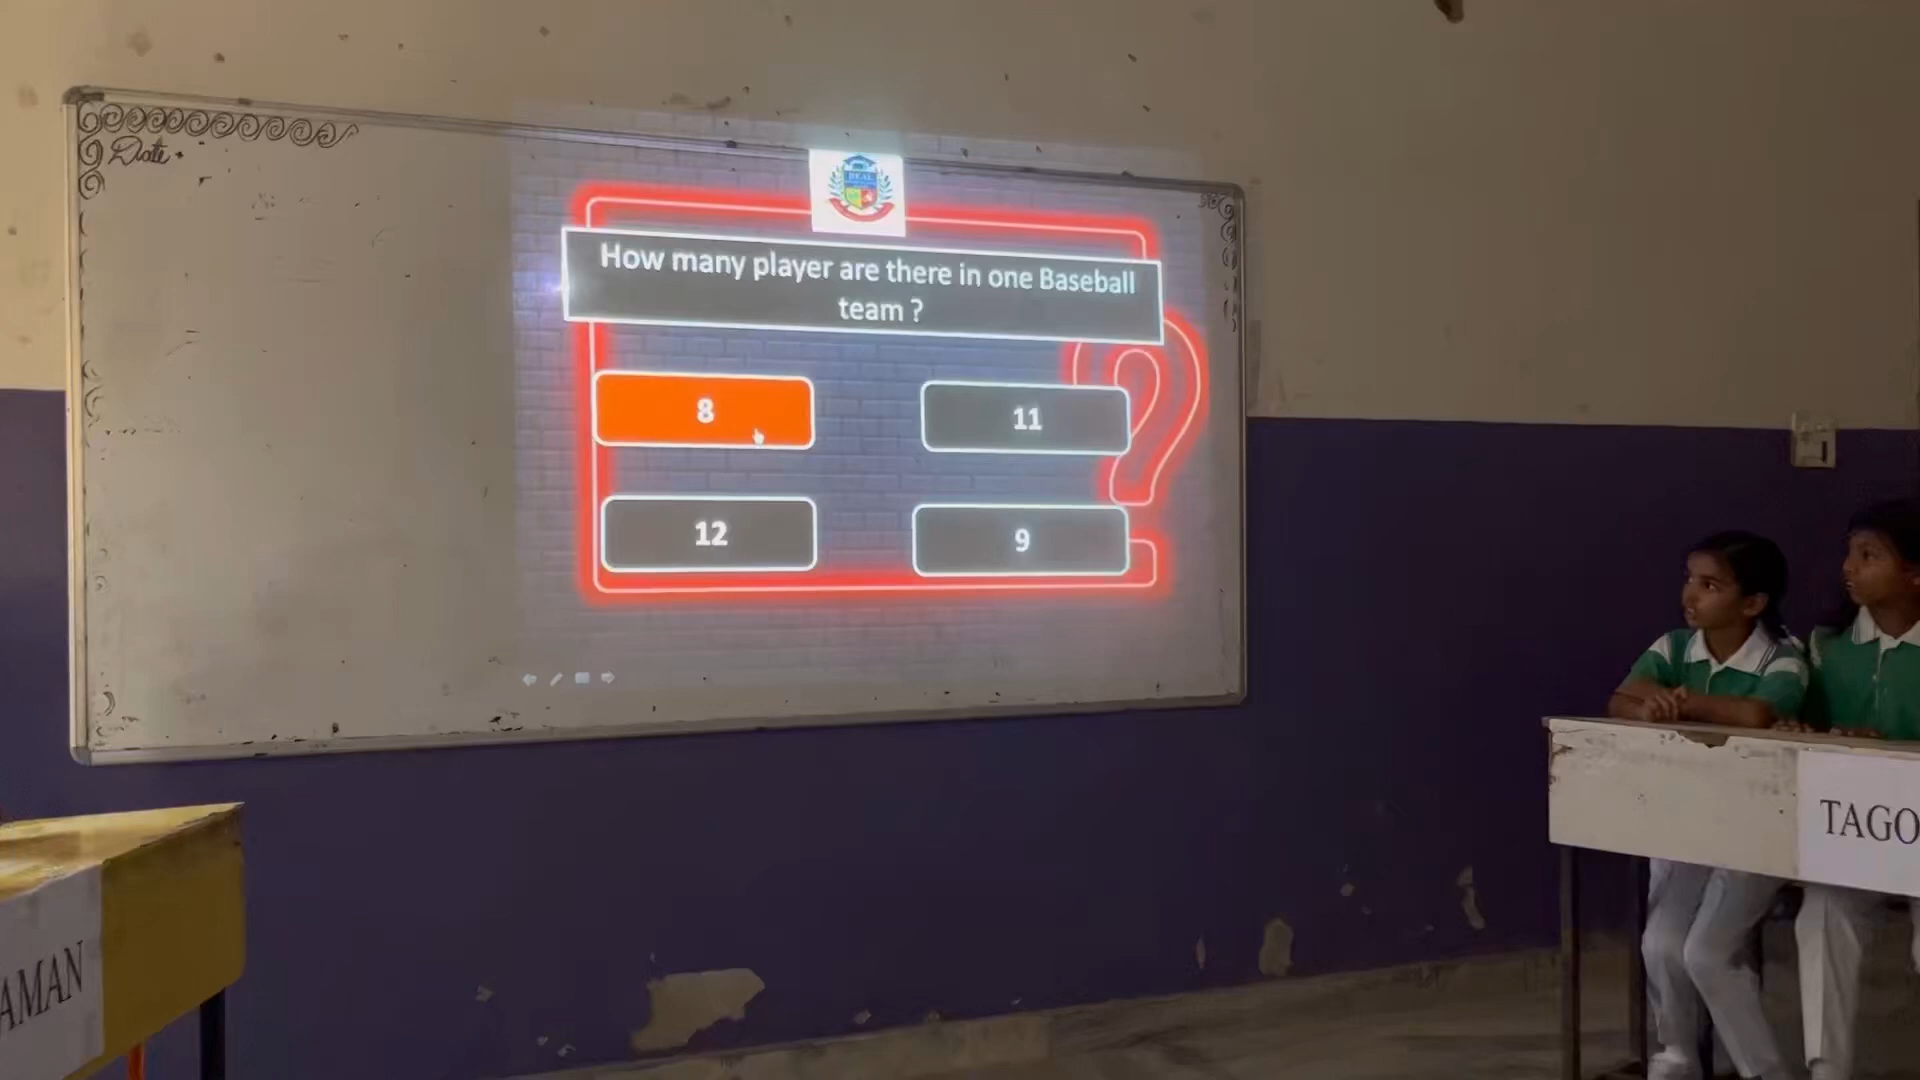 Date
How many player are there in one Baseball
team ?
8
11
12
9
AMAN
TAGO